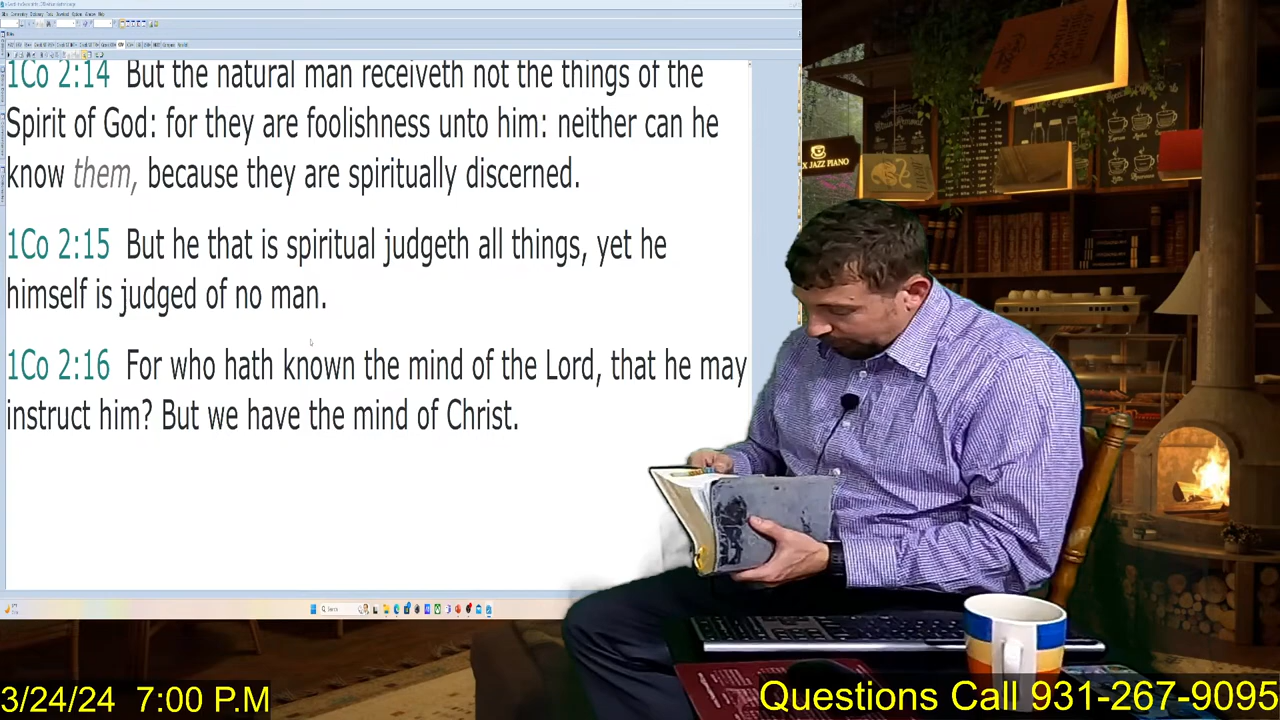 1Co 2:14 But the natural man receiveth not the things of the
Spirit of God: for they are foolishness unto him: neither can he
know them, because they are spiritually discerned.
1Co 2:15 But he that is spiritual judgeth all things, yet he
himself is judged of no man.
1Co 2:16 For who hath known the mind of the Lord, that he may
instruct him? But we have the mind of Christ.
JAZZ PIANO
3/24/24 7:00 P.M
Questions Call 931-267-9095